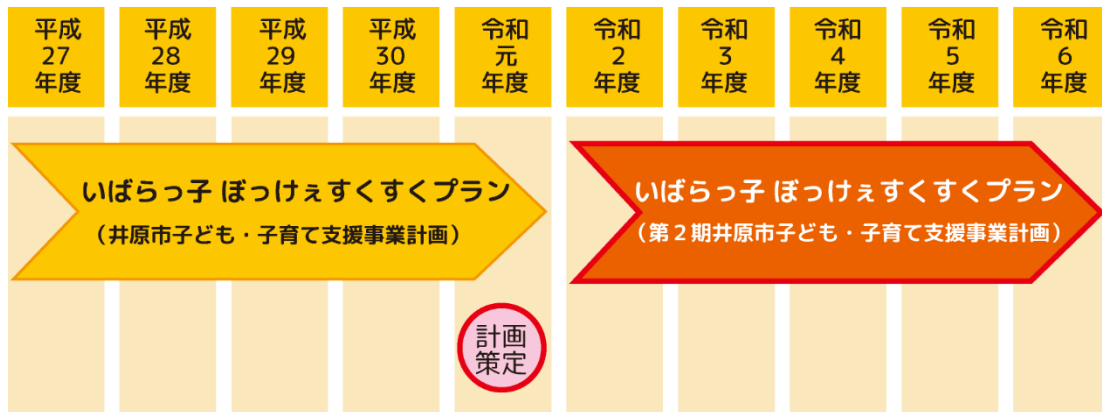 平成
27
年度
平成
28
年度
平成
29
年度
平成
30
年度
令和
元
年度
令和
2
年度
令和
3
年度
令和
4
年度
令和
5
年度
令和
6
年度
いばらっ子 ぼっけぇすくすくプラン
（井原市子ども・子育て支援事業計画）
いばらっ子 ぼっけぇすくすくプラン
（第２期井原市子ども・子育て支援事業計画）
計画
策定